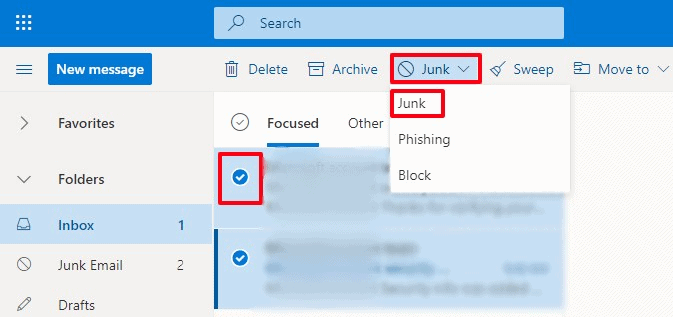 Search
New message Delete Archive Junk Sweep Move to
Favorites
Folders
Inbox 1
Junk Email 2
Drafts
Focused Other
Junk
Phishing
Block